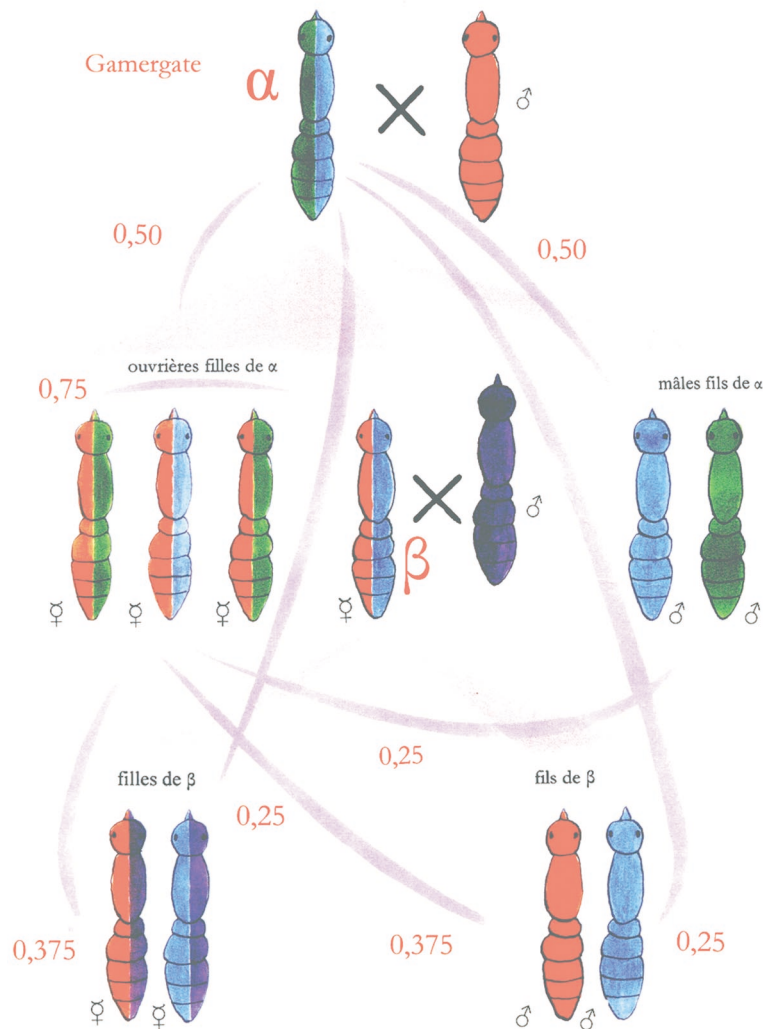 Gamergate
α
♂
0,50
0,50
ouvrières filles de α
mâles fils de α
0,75
♂
β
☿
☿
☿
☿
♂
♂
0,25
filles de β
fils de β
0,25
0,375
0,375
0,25
☿
☿
♂
♂